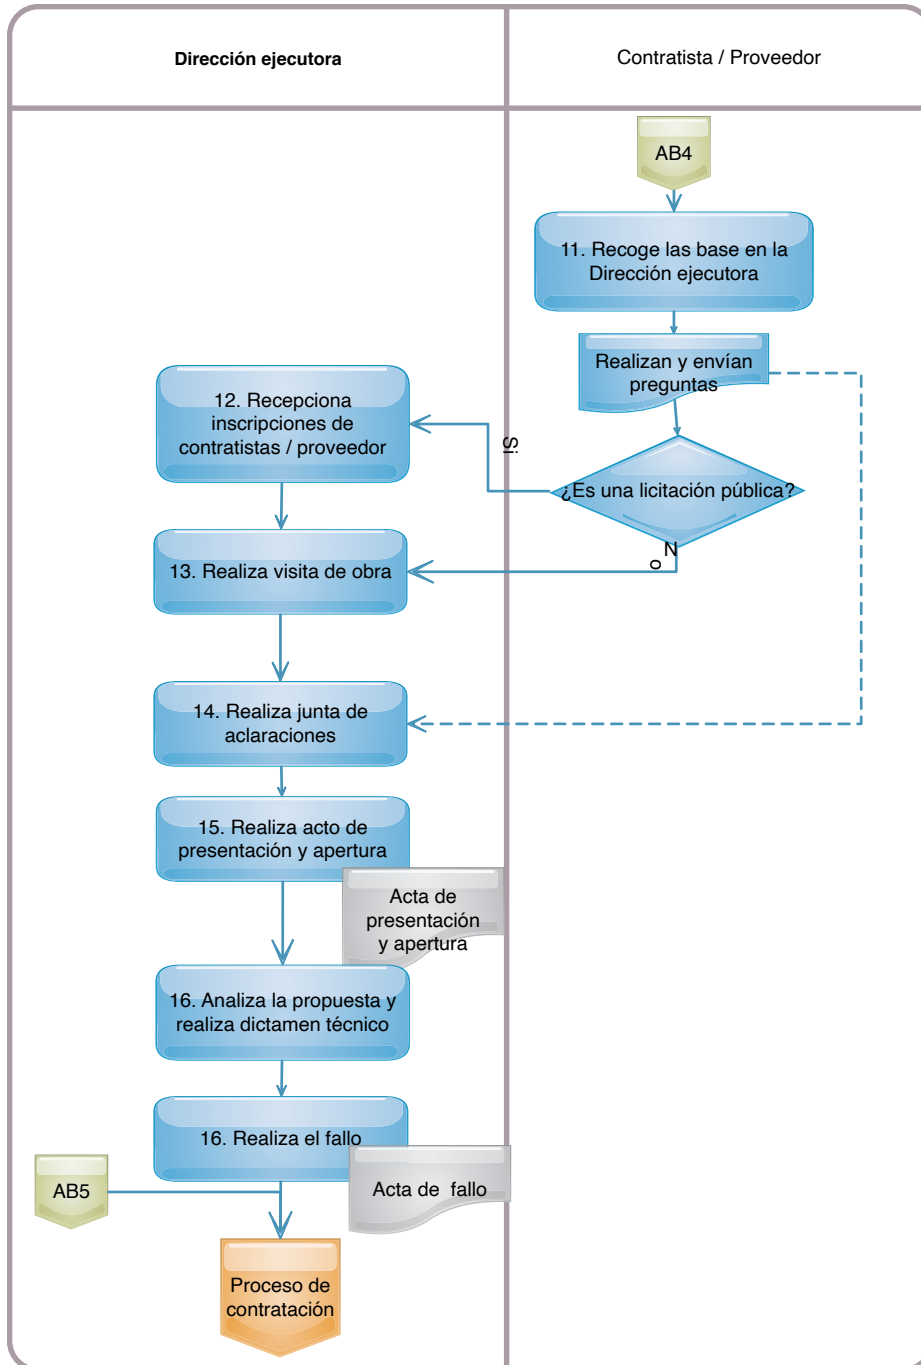 Dirección ejecutora
Contratista / Proveedor
AB4
11. Recoge las base en la
Dirección ejecutora
Realizan y envían
preguntas
¿Es una licitación pública?
Si
No
12. Recepciona
inscripciones de
contratistas / proveedor
13. Realiza visita de obra
14. Realiza junta de
aclaraciones
15. Realiza acto de
presentación y apertura
Acta de
presentación
y apertura
16. Analiza la propuesta y
realiza dictamen técnico
16. Realiza el fallo
Acta de fallo
AB5
Proceso de
contratación